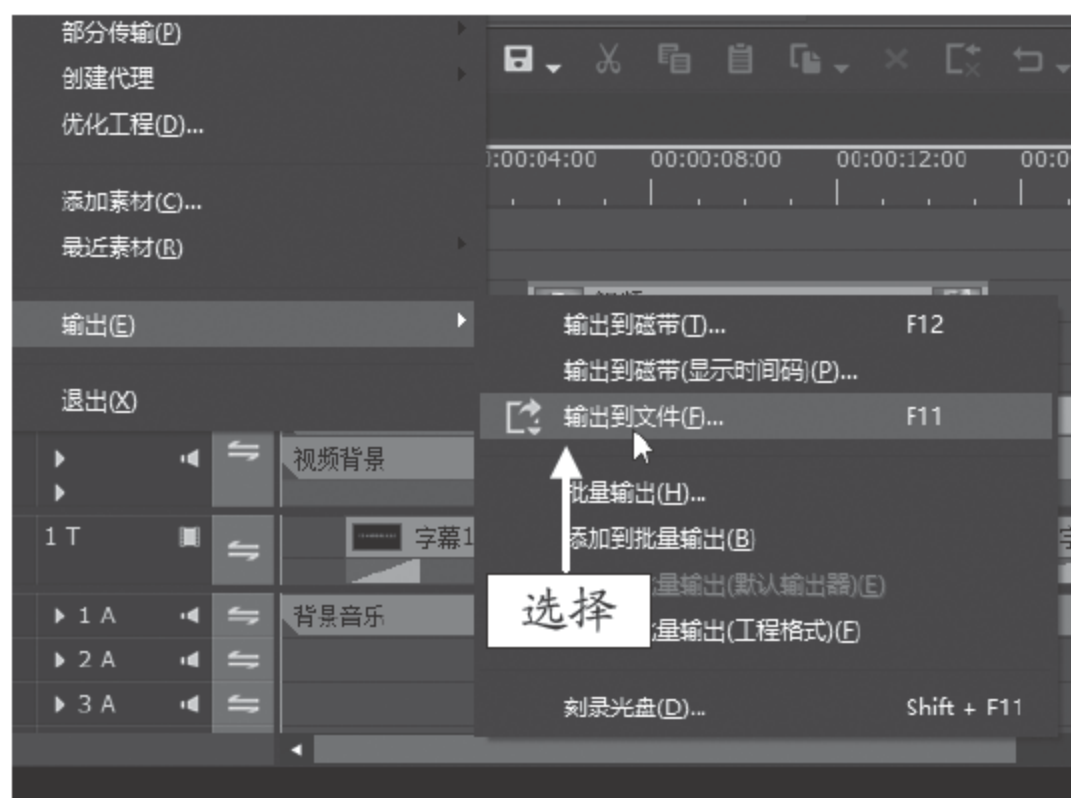 部分传输(P)
创建代理
优化工程(D)...
添加素材(C)...
最近素材(R)
输出(E)
退出(X)
00:00:08:00 00:00:12:00
:00:04:00
输出到磁带(T)... F12
输出到磁带(显示时间码)(P)...
输出到文件(F)... F11
批量输出(H)...
添加到批量输出(B)
量输出(默认输出器)(E)
量输出(工程格式)(F)
刻录光盘(D)... Shift + F11
选择
视频背景
1 T 字幕1
1 A 背景音乐
2 A
3 A